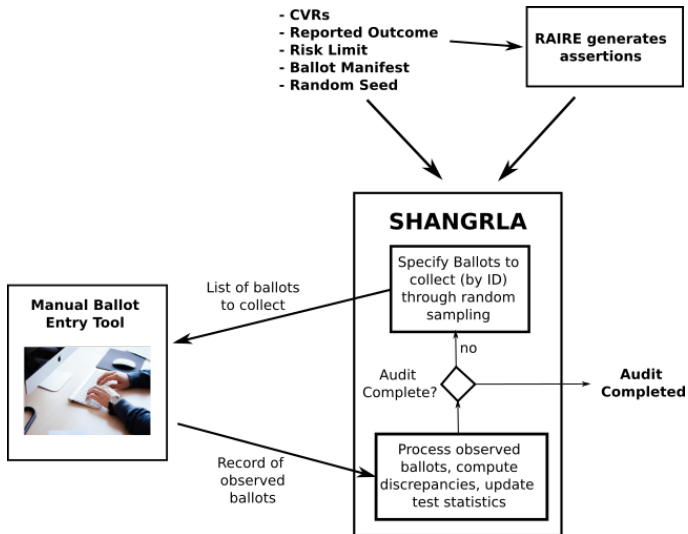 - CVRs
- Reported Outcome
- Risk Limit
- Ballot Manifest
- Random Seed
RAIRE generates
assertions
SHANGRLA
Specify Ballots to
collect (by ID)
through random
sampling
List of ballots
to collect
Manual Ballot
Entry Tool
no
Audit
Complete?
Audit
Completed
Process observed
ballots, compute
discrepancies, update
test statistics
Record of
observed
ballots